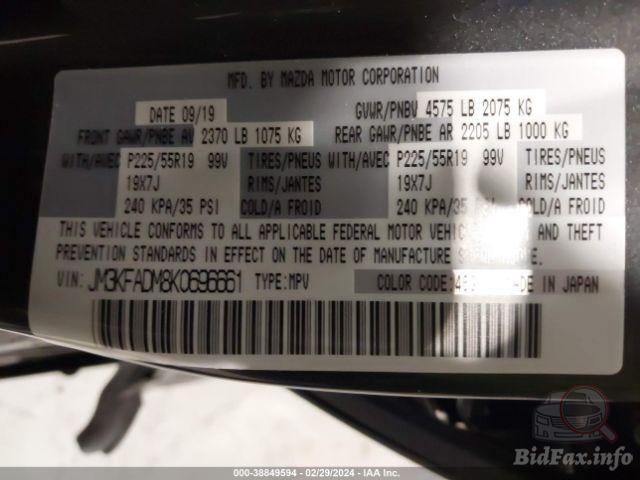 MFD. BY MAZDA MOTOR CORPORATION
DATE 09/19 GVWR/PNBV 4575 LB 2075 KG
FRONT GAWR/PNBE AV 2370 LB 1075 KG REAR GAWR/PNBE AR 2205 LB 1000 KG
WITH/AVEC P225/55R19 99V TIRES/PNEUS WITH/AVEC P225/55R19 99V TIRES/PNEUS
19X7J RIMS/JANTES 19X7J RIMS/JANTES
240 KPA/35 PSI COLD/A FROID 240 KPA/35 COLD/A FROID
THIS VEHICLE CONFORMS TO ALL APPLICABLE FEDERAL MOTOR VEHICLE AND THEFT
PREVENTION STANDARDS IN EFFECT ON THE DATE OF MANUFACTURE SHOWN ABOVE.
VIN: JM3KFADM8K0696661 TYPE:MPV COLOR CODE: MADE IN JAPAN
BidFax.info
000-38849594 - 02/29/2024 - IAA Inc.